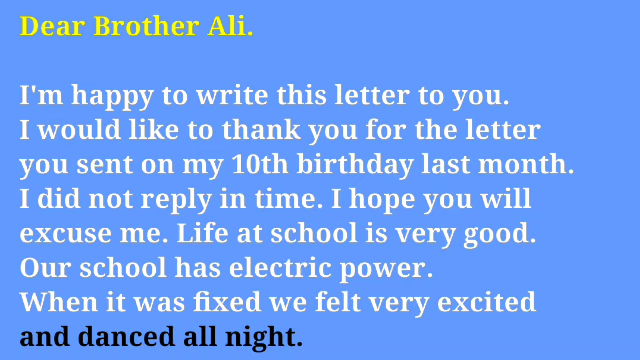 Dear Brother Ali.
I'm happy to write this letter to you.
I would like to thank you for the letter
you sent on my 10th birthday last month.
I did not reply in time. I hope you will
excuse me. Life at school is very good.
Our school has electric power.
When it was fixed we felt very excited
and danced all night.